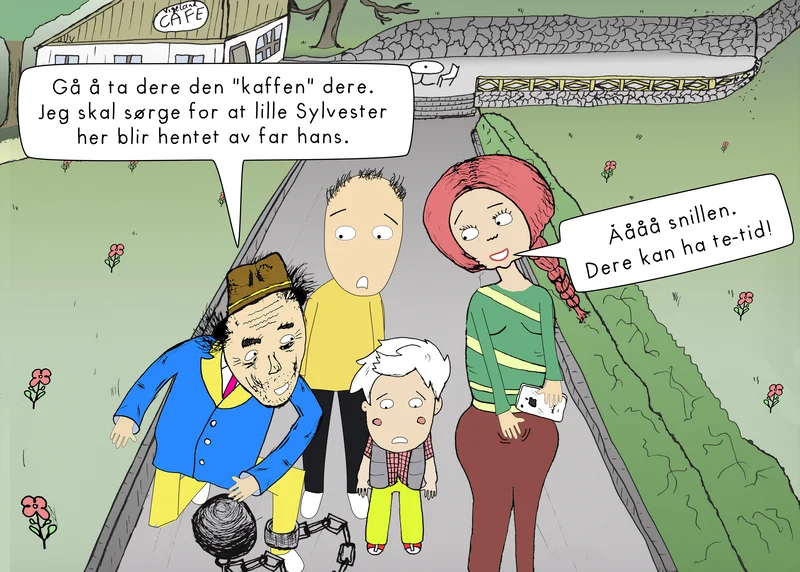 Vigeland
CAFE
Gå å ta dere den "kaffen" dere.
Jeg skal sørge for at lille Sylvester
her blir hentet av far hans.
Åååå snillen.
Dere kan ha te-tid!